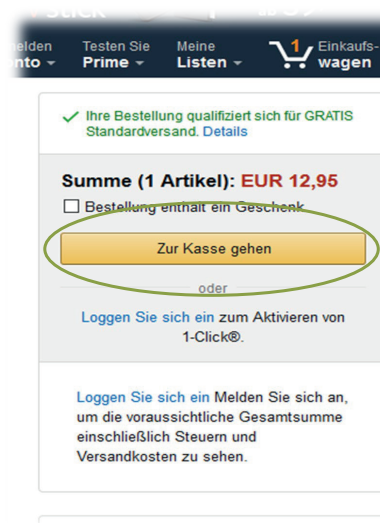 Testen Sie
Prime
Meine
Listen
1
Einkaufs-
wagen
Ihre Bestellung qualifiziert sich für GRATIS
Standardversand. Details
Summe (1 Artikel): EUR 12,95
Bestellung enthält ein Geschenk
Zur Kasse gehen
oder
Loggen Sie sich ein zum Aktivieren von
1-Click®.
Loggen Sie sich ein Melden Sie sich an,
um die voraussichtliche Gesamtsumme
einschließlich Steuern und
Versandkosten zu sehen.